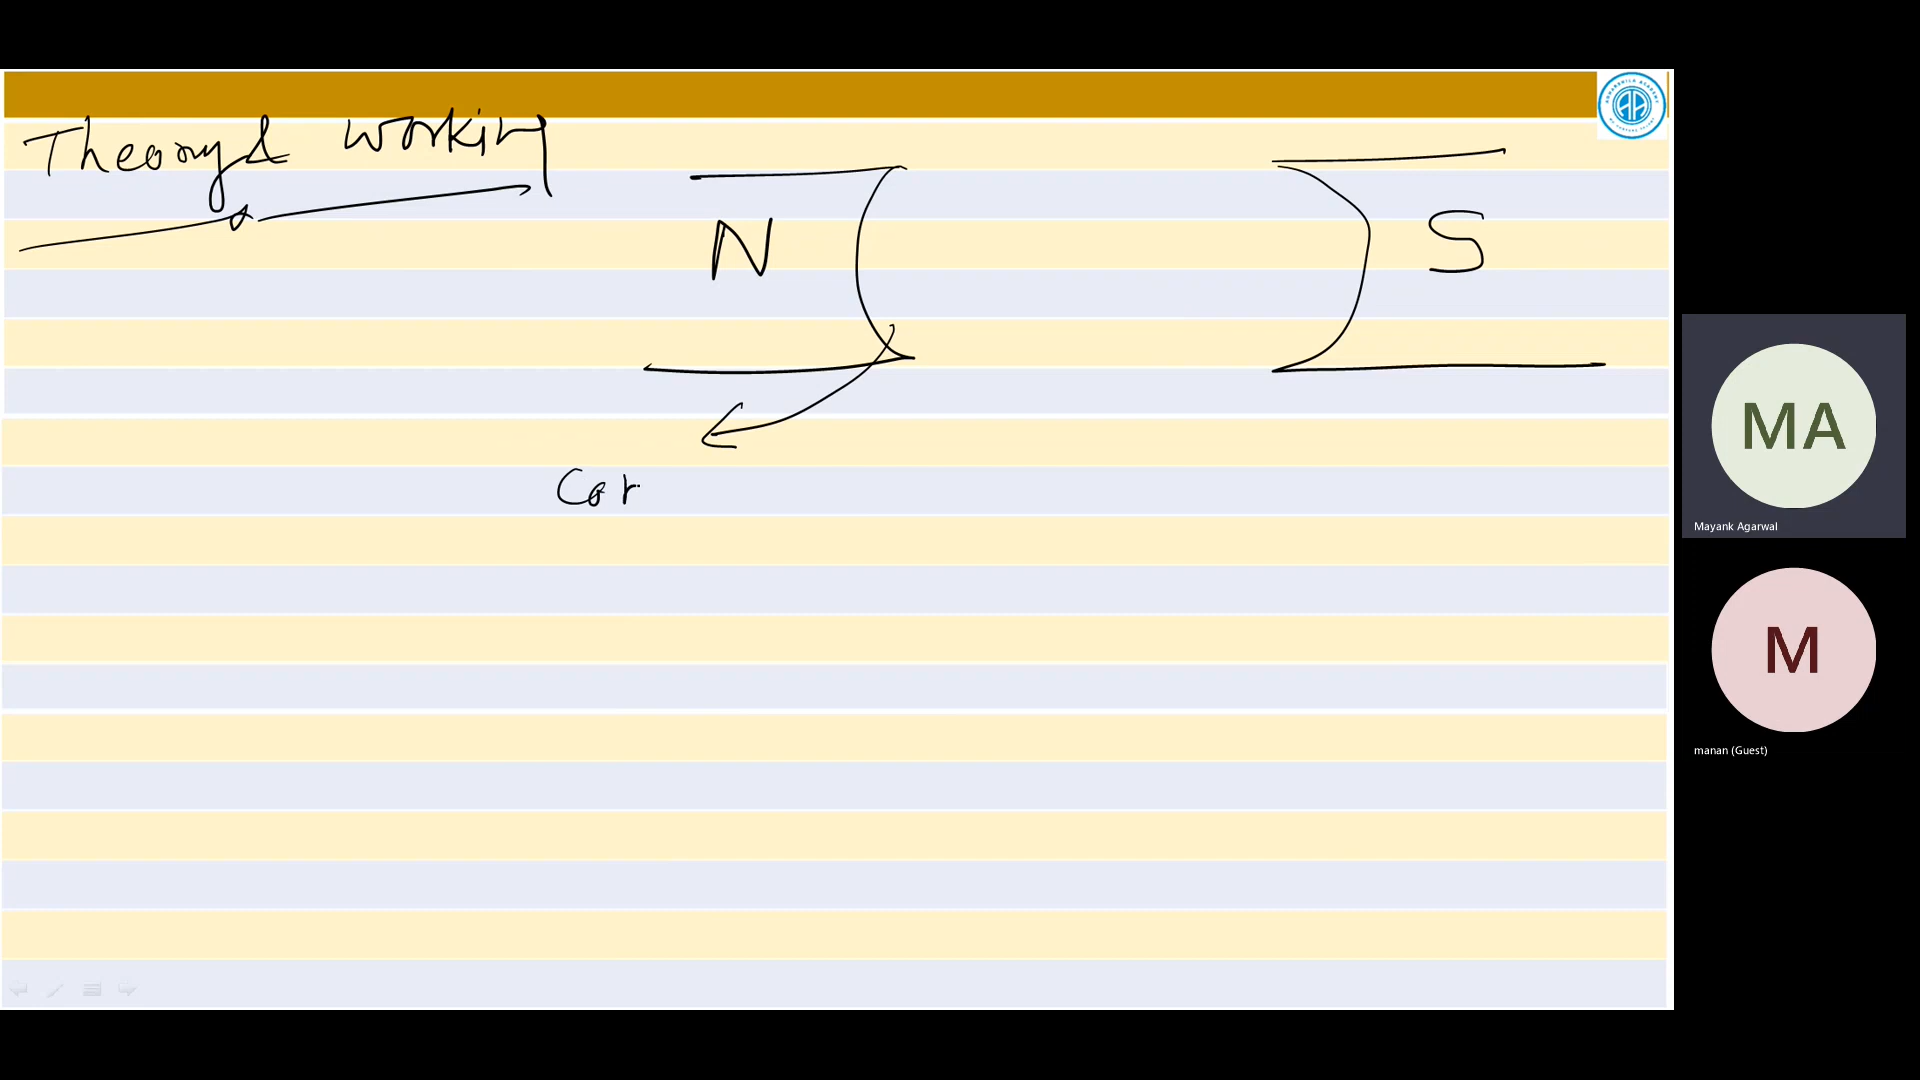 Theory & working
N
S
Cor
MA
Mayank Agarwal
M
manan (Guest)